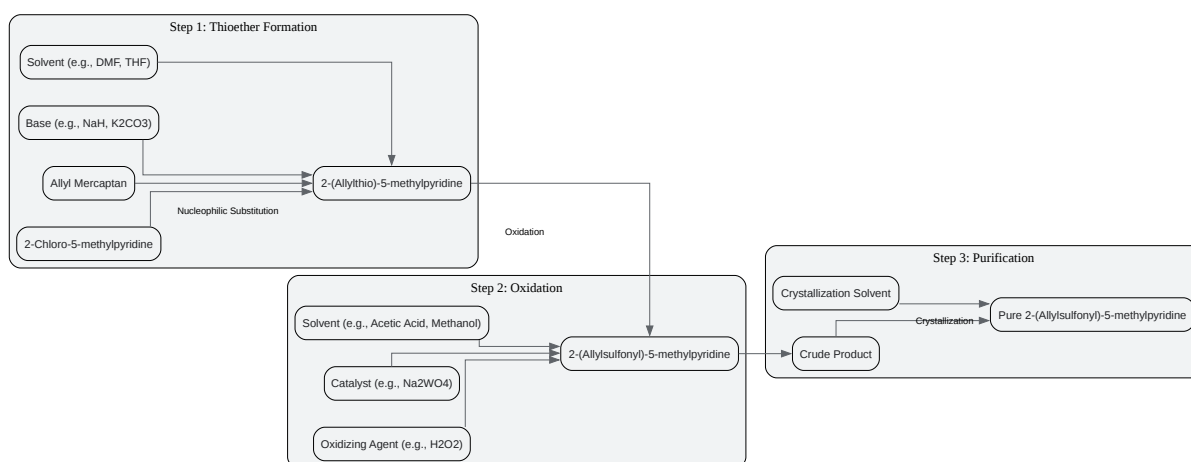 Step 1: Thioether Formation
Solvent (e.g., DMF, THF)
Base (e.g., NaH, K2CO3)
Allyl Mercaptan
2-(Allylthio)-5-methylpyridine
Nucleophilic Substitution
2-Chloro-5-methylpyridine
Oxidation
Step 2: Oxidation
Solvent (e.g., Acetic Acid, Methanol)
2-(Allylsulfonyl)-5-methylpyridine
Catalyst (e.g., Na2WO4)
Oxidizing Agent (e.g., H2O2)
Step 3: Purification
Crystallization Solvent
Pure 2-(Allylsulfonyl)-5-methylpyridine
Crystallization
Crude Product